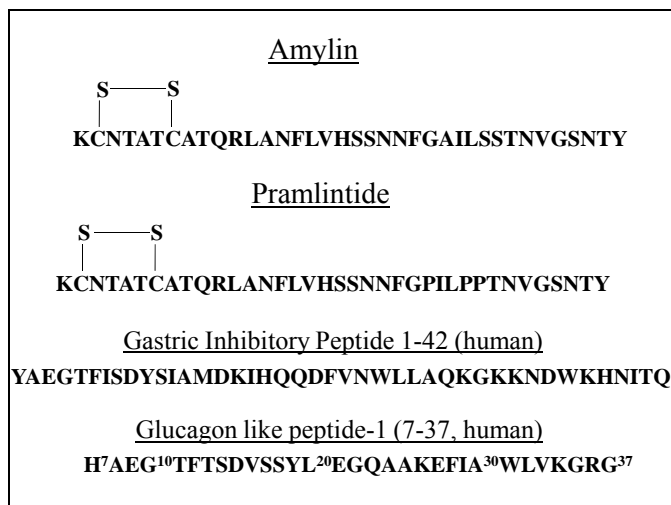 Amylin
S S
KCNTATCATQRLANFLVHSSNNFGAILSSTNVGSNTY
Pramlintide
S S
KCNTATCATQRLANFLVHSSNNFGPILPPTNVGSNTY
Gastric Inhibitory Peptide 1-42 (human)
YAEGTFISDYSIAMDKIHQQDFVNWLLAQKGKKNDWKHNITQ
Glucagon like peptide-1 (7-37, human)
H⁷AEG¹⁰TFTSDVSSYL²⁰EGQAAKEFIA³⁰WLVKGRG³⁷